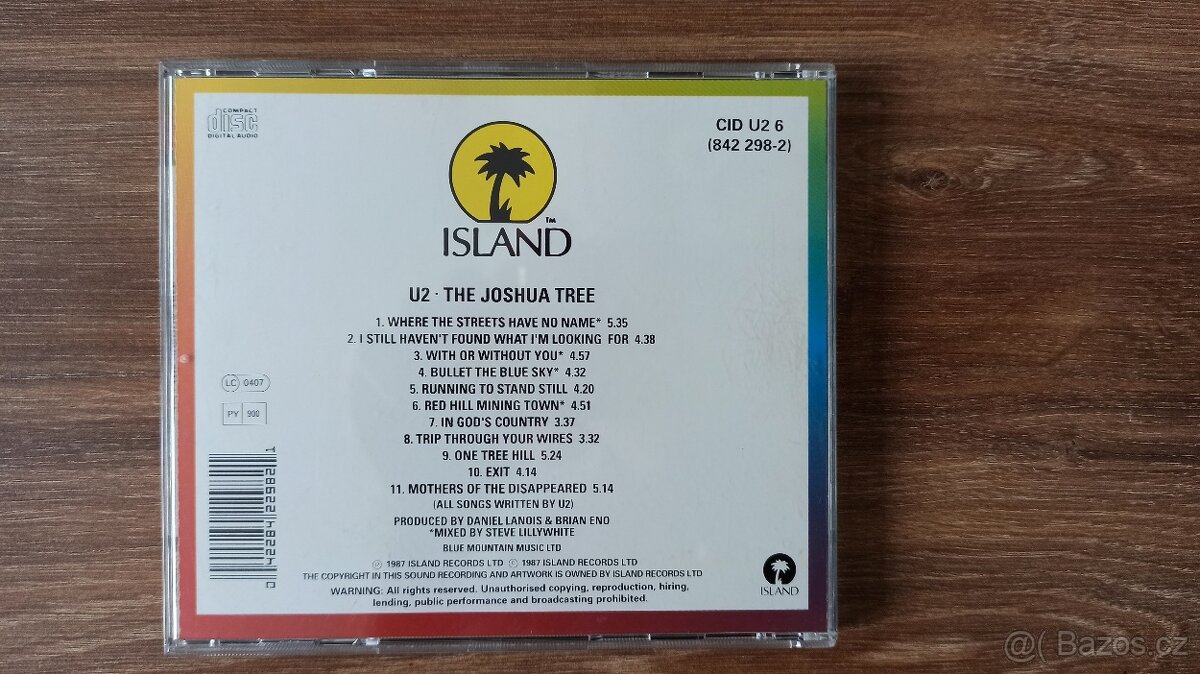 COMPACT
disc
DIGITAL AUDIO
CID U2 6
(842 298-2)
ISLAND™
U2 · THE JOSHUA TREE
1. WHERE THE STREETS HAVE NO NAME* 5.35
2. I STILL HAVEN'T FOUND WHAT I'M LOOKING FOR 4.38
3. WITH OR WITHOUT YOU* 4.57
4. BULLET THE BLUE SKY* 4.32
5. RUNNING TO STAND STILL 4.20
6. RED HILL MINING TOWN* 4.51
7. IN GOD'S COUNTRY 3.37
8. TRIP THROUGH YOUR WIRES 3.32
9. ONE TREE HILL 5.24
10. EXIT 4.14
11. MOTHERS OF THE DISAPPEARED 5.14
(ALL SONGS WRITTEN BY U2)
PRODUCED BY DANIEL LANOIS & BRIAN ENO
*MIXED BY STEVE LILLYWHITE
BLUE MOUNTAIN MUSIC LTD
℗ 1987 ISLAND RECORDS LTD © 1987 ISLAND RECORDS LTD
THE COPYRIGHT IN THIS SOUND RECORDING AND ARTWORK IS OWNED BY ISLAND RECORDS LTD
WARNING: All rights reserved. Unauthorised copying, reproduction, hiring,
lending, public performance and broadcasting prohibited.
LC 0407
PY 900
0 42284 22982 1
ISLAND
@( Bazos.cz